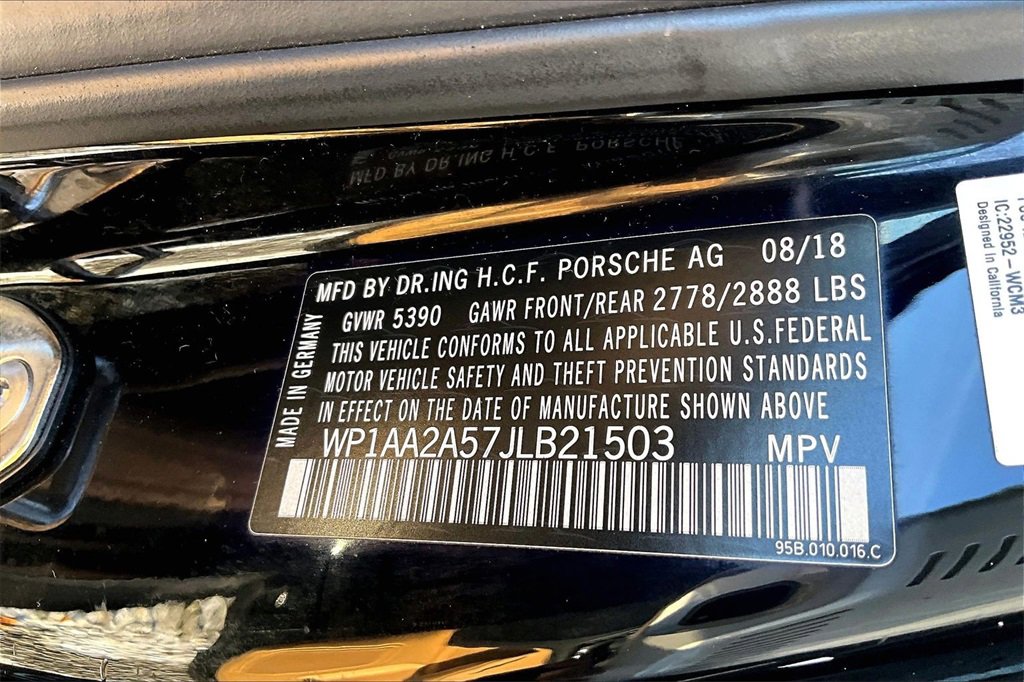 MFD BY DR.ING H.C.F. PORSCHE AG 08/18
GVWR 5390 GAWR FRONT/REAR 2778/2888 LBS
THIS VEHICLE CONFORMS TO ALL APPLICABLE U.S.FEDERAL
MOTOR VEHICLE SAFETY AND THEFT PREVENTION STANDARDS
IN EFFECT ON THE DATE OF MANUFACTURE SHOWN ABOVE
WP1AA2A57JLB21503 MPV
95B.010.016.C
MADE IN GERMANY
IC:22952-WCM3
Designed In California